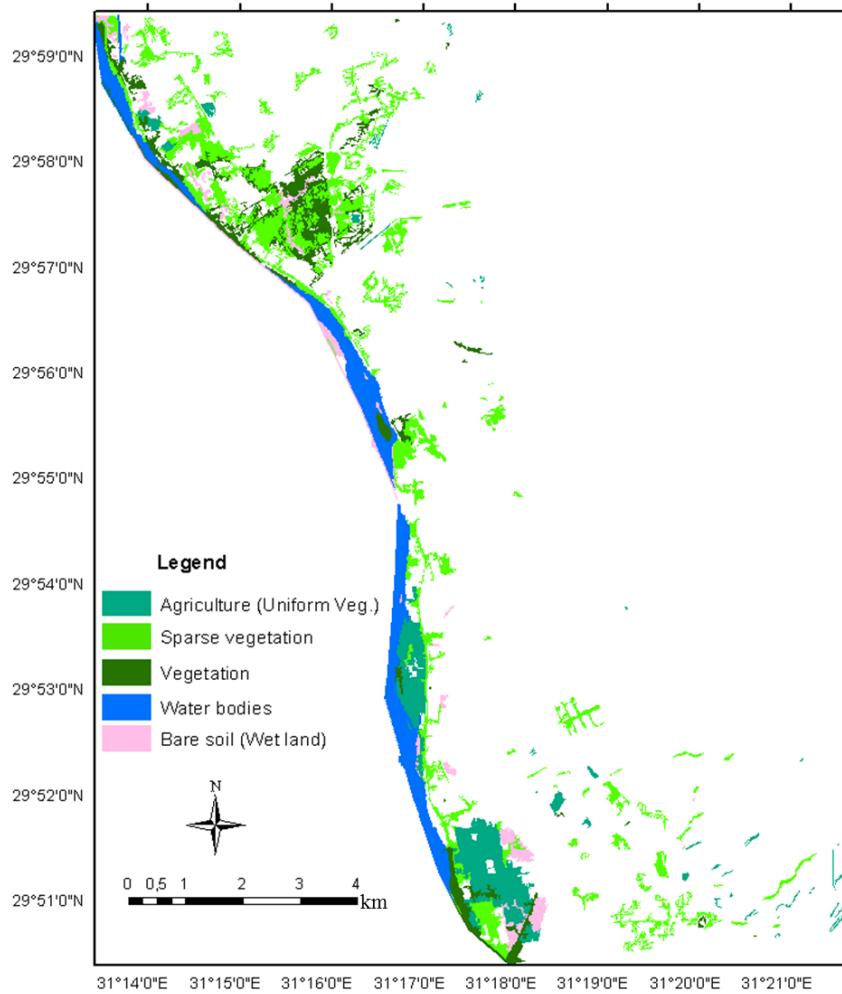 29°59'0"N
29°58'0"N
29°57'0"N
29°56'0"N
29°55'0"N
29°54'0"N
29°53'0"N
29°52'0"N
29°51'0"N
Legend
Agriculture (Uniform Veg.)
Sparse vegetation
Vegetation
Water bodies
Bare soil (Wet land)
N
0 0,5 1 2 3 4
km
31°14'0"E 31°15'0"E 31°16'0"E 31°17'0"E 31°18'0"E 31°19'0"E 31°20'0"E 31°21'0"E